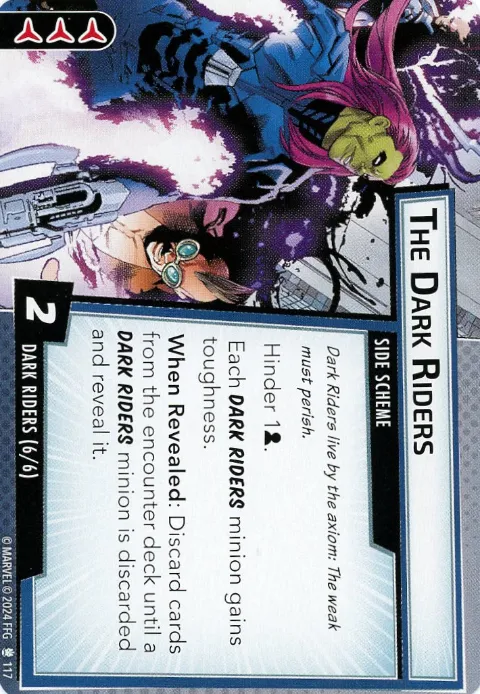 THE DARK RIDERS
SIDE SCHEME
Dark Riders live by the axiom: The weak
must perish.
Hinder 1.
Each DARK RIDERS minion gains
toughness.
When Revealed: Discard cards
from the encounter deck until a
DARK RIDERS minion is discarded
and reveal it.
2
DARK RIDERS (6/6)
© MARVEL © 2024 FFG 117